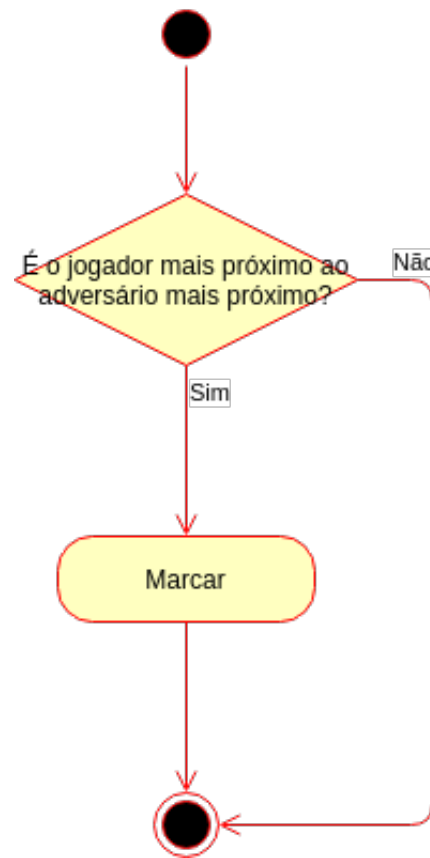 É o jogador mais próximo ao
adversário mais próximo?
Não
Sim
Marcar